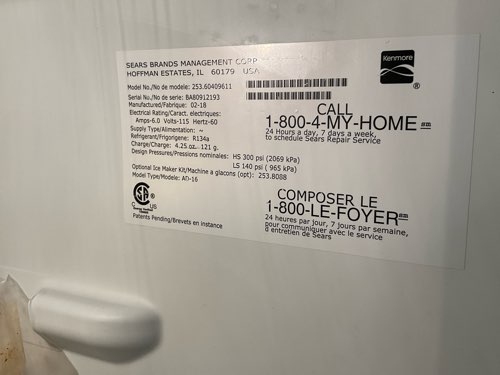 SEARS BRANDS MANAGEMENT CORP
HOFFMAN ESTATES, IL 60179 USA
Kenmore
®
Model No./No de modele: 253.60409611
Serial No./No de serie: BA80912193
Manufactured/Fabrique: 02-18
Electrical Rating/Caract. electriques:
Amps-6.0 Volts-115 Hertz-60
Supply Type/Alimentation: ~
Refrigerant/Frigorigene: R134a
Charge/Charge: 4.25 oz. 121 g.
Design Pressures/Pressions nominales: HS 300 psi (2069 kPa)
LS 140 psi ( 965 kPa)
Optional Ice Maker Kit/Machine a glacons (opt): 253.8088
Model Type/Modele: AD-16
CALL
1-800-4-MY-HOME sm
24 Hours a day, 7 days a week,
to schedule Sears Repair Service
SA
®
C US
Patents Pending/Brevets en instance
COMPOSER LE
1-800-LE-FOYER sm
24 heures par jour, 7 jours par semaine,
pour communiquer avec le service
d entretien de Sears